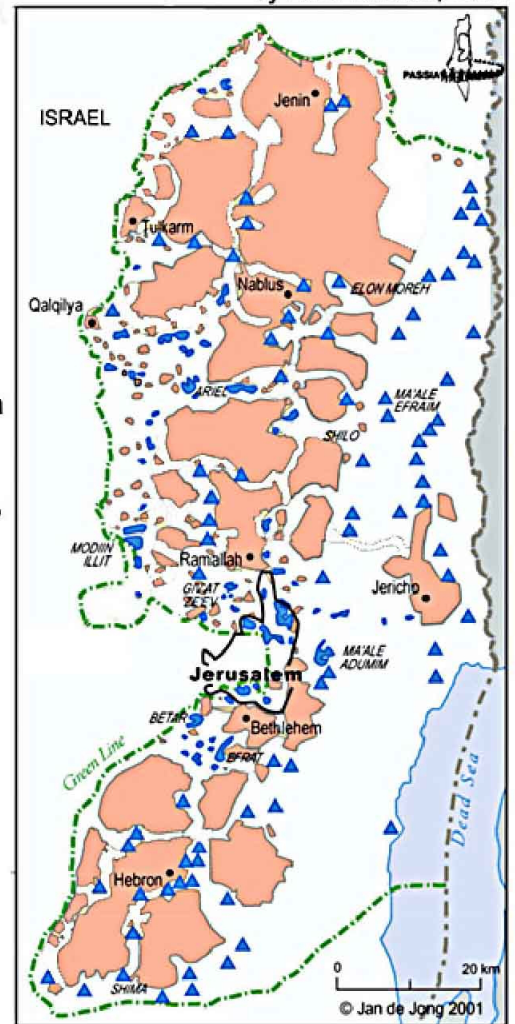 PASSIA
ISRAEL
Jenin
Tulkarm
Nablus
ELON MOREH
Qalqilya
ARIEL
MA'ALE
EFRAIM
SHILO
MODIIN
ILLIT
Ramallah
GIV'AT
ZE'EV
Jericho
MA'ALE
ADUMIM
Jerusalem
BETAR
Bethlehem
EFRAT
Green Line
Dead Sea
Hebron
SHIMA
0 20 km
© Jan de Jong 2001